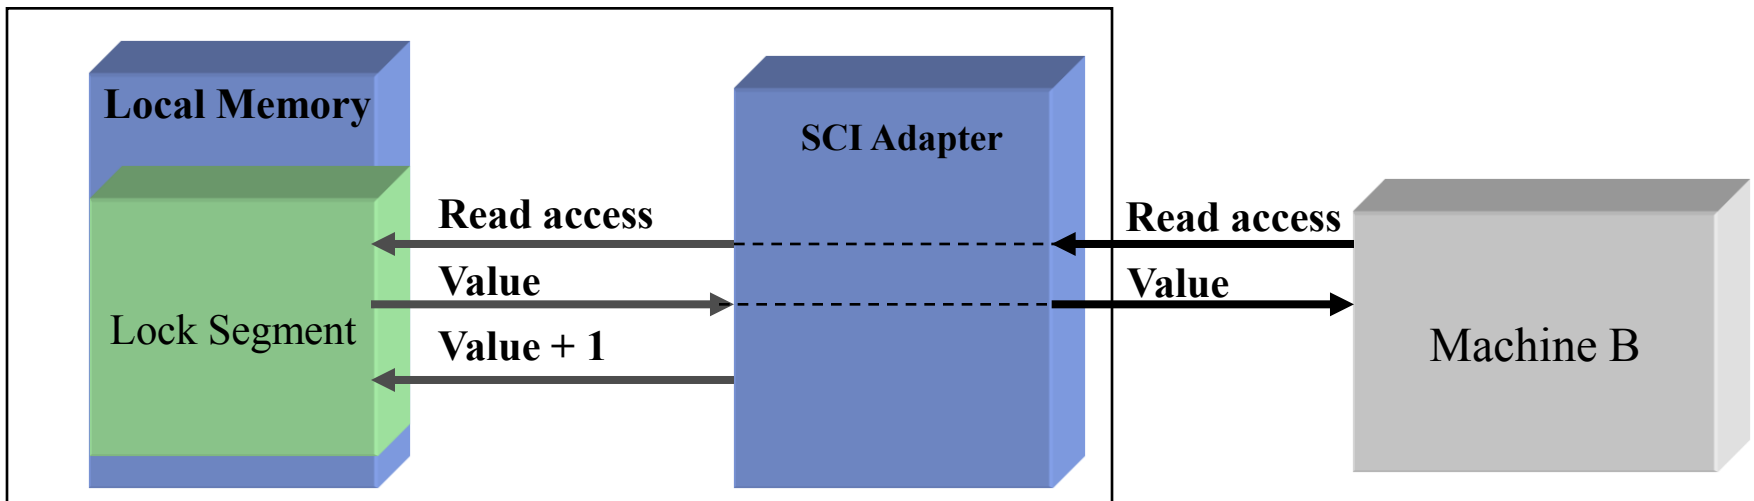 Local Memory
SCI Adapter
Read access
Read access
Value
Value
Lock Segment
Value + 1
Machine B